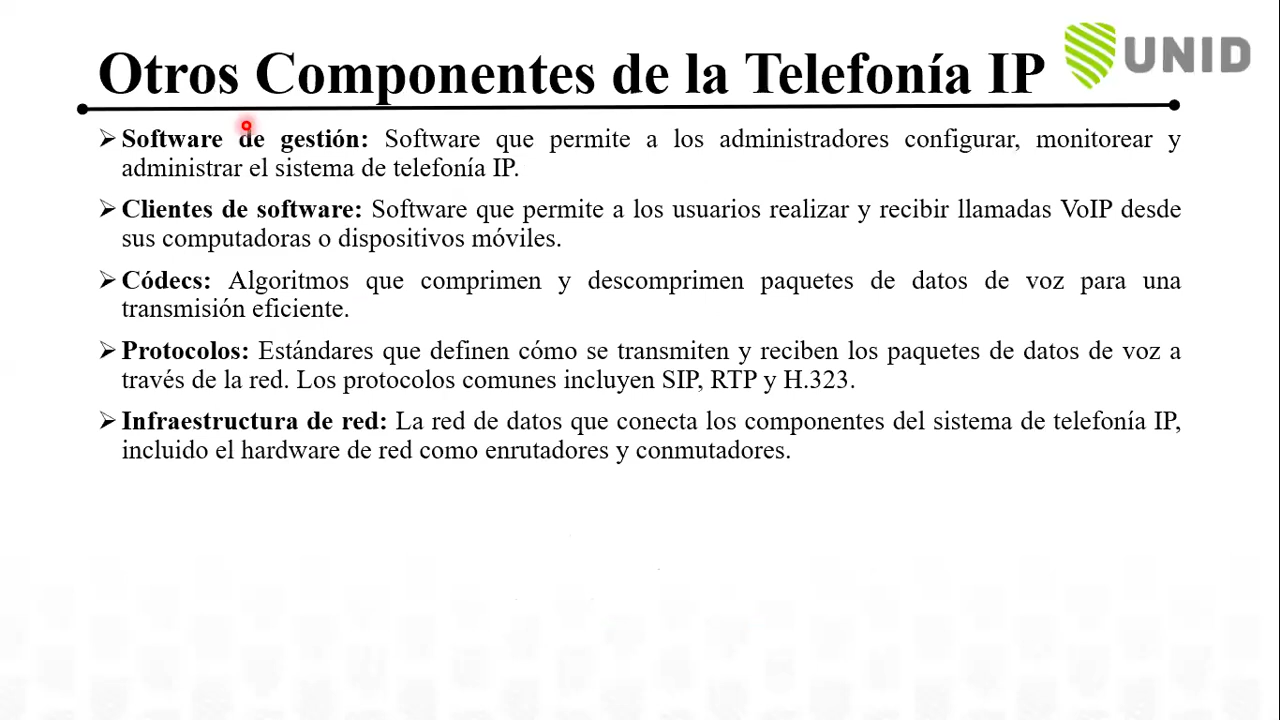 Otros Componentes de la Telefonía IP
UNID
Software de gestión: Software que permite a los administradores configurar, monitorear y
administrar el sistema de telefonía IP.
Clientes de software: Software que permite a los usuarios realizar y recibir llamadas VoIP desde
sus computadoras o dispositivos móviles.
Códecs: Algoritmos que comprimen y descomprimen paquetes de datos de voz para una
transmisión eficiente.
Protocolos: Estándares que definen cómo se transmiten y reciben los paquetes de datos de voz a
través de la red. Los protocolos comunes incluyen SIP, RTP y H.323.
Infraestructura de red: La red de datos que conecta los componentes del sistema de telefonía IP,
incluido el hardware de red como enrutadores y conmutadores.